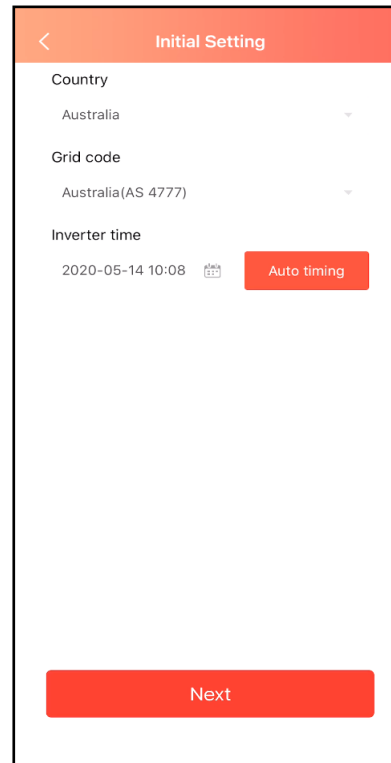 Initial Setting
Country
Australia
Grid code
Australia(AS 4777)
Inverter time
2020-05-14 10:08 Auto timing
Next